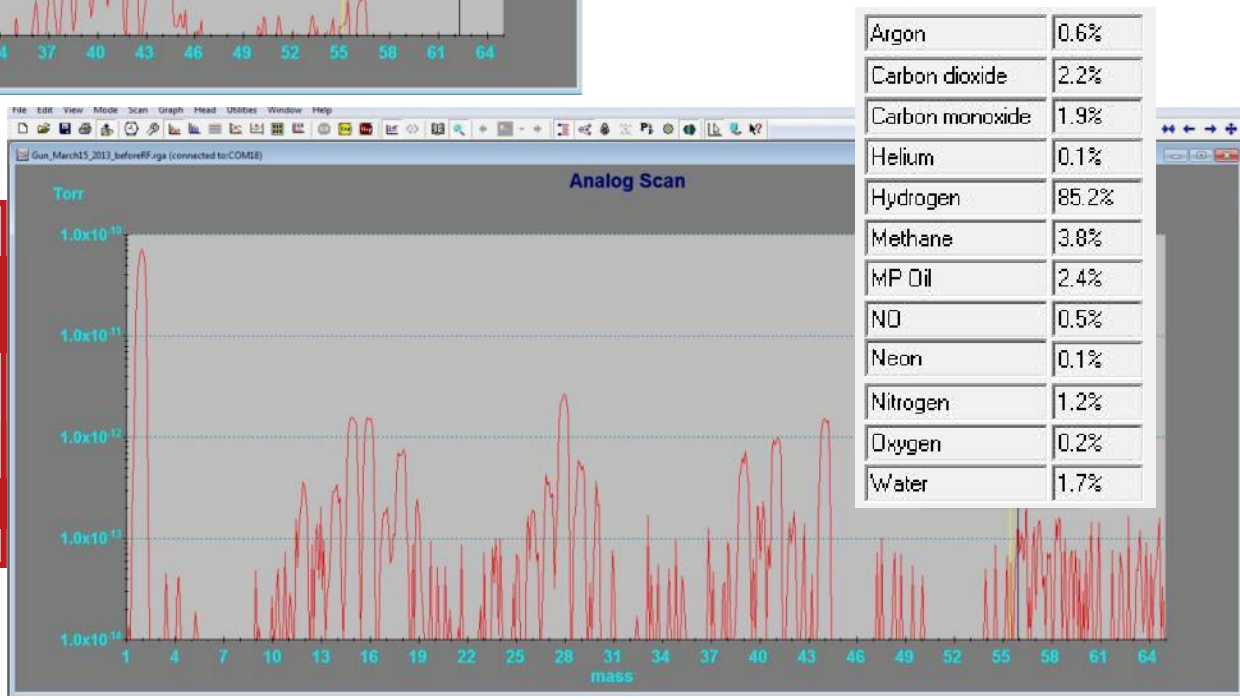 37 40 43 46 49 52 55 58 61 64
File Edit View Mode Scan Graph Head Utilities Window Help
Gun_March15_2013_beforeRF.rga (connected to:COM18)
Analog Scan
Torr
1.0x10-10
1.0x10-11
1.0x10-12
1.0x10-13
1.0x10-14
1 4 7 10 13 16 19 22 25 28 31 34 37 40 43 46 49 52 55 58 61 64
mass
Argon 0.6%
Carbon dioxide 2.2%
Carbon monoxide 1.9%
Helium 0.1%
Hydrogen 85.2%
Methane 3.8%
MP Oil 2.4%
NO 0.5%
Neon 0.1%
Nitrogen 1.2%
Oxygen 0.2%
Water 1.7%